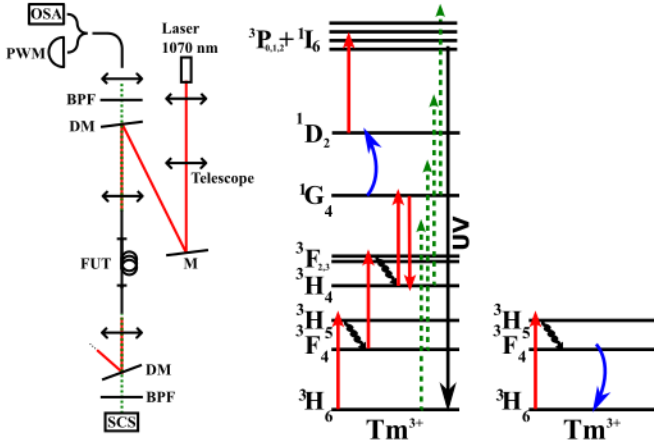 OSA
PWM
Laser
1070 nm
BPF
DM
Telescope
FUT
M
DM
BPF
SCS
³P₀,₁,₂+ ¹I₆
¹D₂
¹G₄
UV
³F₂,₃
³H₄
³H₅
³F₄
³H₆
Tm³⁺
³H₅
³F₄
³H₆
Tm³⁺